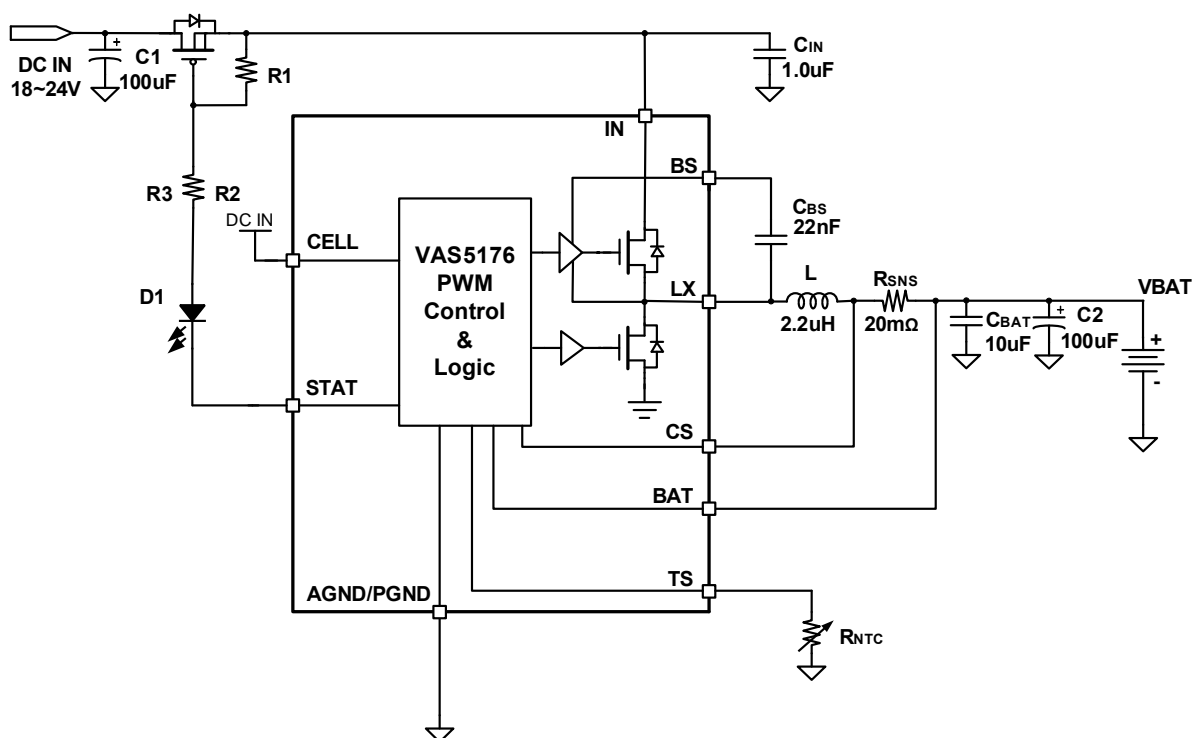 DC IN
18~24V
C1
100uF
R1
CIN
1.0uF
IN
BS
R3
R2
DC IN
CELL
VAS5176
PWM
Control
&
Logic
CBS
22nF
LX
L
2.2uH
RSNS
20mΩ
VBAT
CBAT
10uF
C2
100uF
+
-
D1
STAT
CS
BAT
TS
AGND/PGND
RNTC